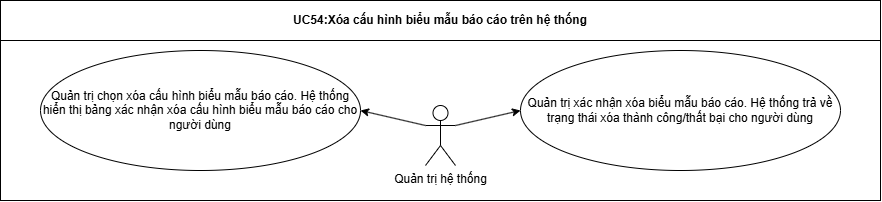 UC54:Xóa cấu hình biểu mẫu báo cáo trên hệ thống
Quản trị chọn xóa cấu hình biểu mẫu báo cáo. Hệ thống
hiển thị bảng xác nhận xóa cấu hình biểu mẫu báo cáo cho
người dùng
Quản trị xác nhận xóa biểu mẫu báo cáo. Hệ thống trả về
trạng thái xóa thành công/thất bại cho người dùng
Quản trị hệ thống